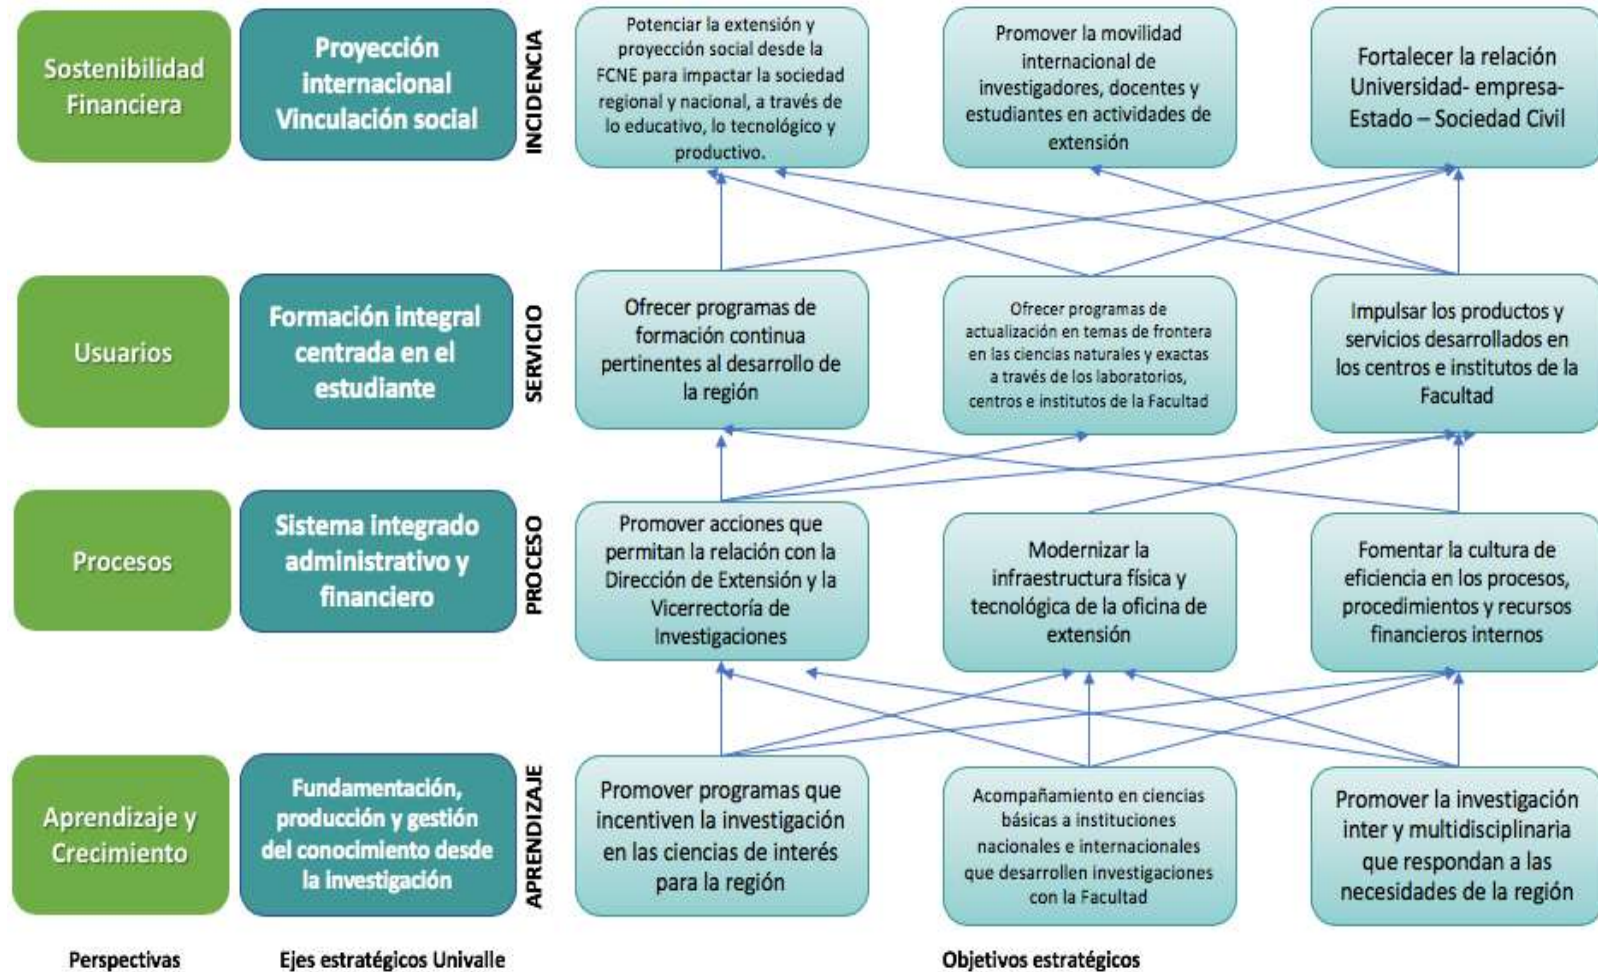 Sostenibilidad
Financiera
Proyección
internacional
Vinculación social
INCIDENCIA
Potenciar la extensión y
proyección social desde la
FCNE para impactar la sociedad
regional y nacional, a través de
lo educativo, lo tecnológico y
productivo.
Promover la movilidad
internacional de
investigadores, docentes y
estudiantes en actividades de
extensión
Fortalecer la relación
Universidad- empresa-
Estado – Sociedad Civil
Usuarios
Formación integral
centrada en el
estudiante
SERVICIO
Ofrecer programas de
formación continua
pertinentes al desarrollo de
la región
Ofrecer programas de
actualización en temas de frontera
en las ciencias naturales y exactas
a través de los laboratorios,
centros e institutos de la Facultad
Impulsar los productos y
servicios desarrollados en
los centros e institutos de la
Facultad
Procesos
Sistema integrado
administrativo y
financiero
PROCESO
Promover acciones que
permitan la relación con la
Dirección de Extensión y la
Vicerrectoría de
Investigaciones
Modernizar la
infraestructura física y
tecnológica de la oficina de
extensión
Fomentar la cultura de
eficiencia en los procesos,
procedimientos y recursos
financieros internos
Aprendizaje y
Crecimiento
Fundamentación,
producción y gestión
del conocimiento desde
la investigación
APRENDIZAJE
Promover programas que
incentiven la investigación
en las ciencias de interés
para la región
Acompañamiento en ciencias
básicas a instituciones
nacionales e internacionales
que desarrollen investigaciones
con la Facultad
Promover la investigación
inter y multidisciplinaria
que respondan a las
necesidades de la región
Perspectivas
Ejes estratégicos Univalle
Objetivos estratégicos